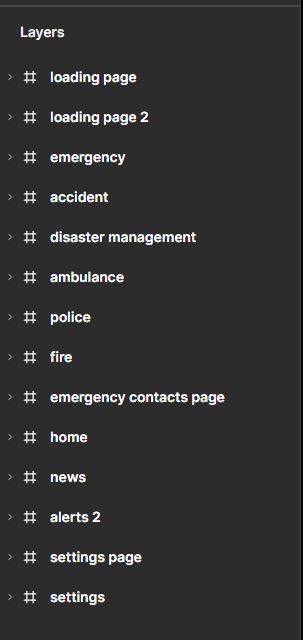 Layers
loading page
loading page 2
emergency
accident
disaster management
ambulance
police
fire
emergency contacts page
home
news
alerts 2
settings page
settings